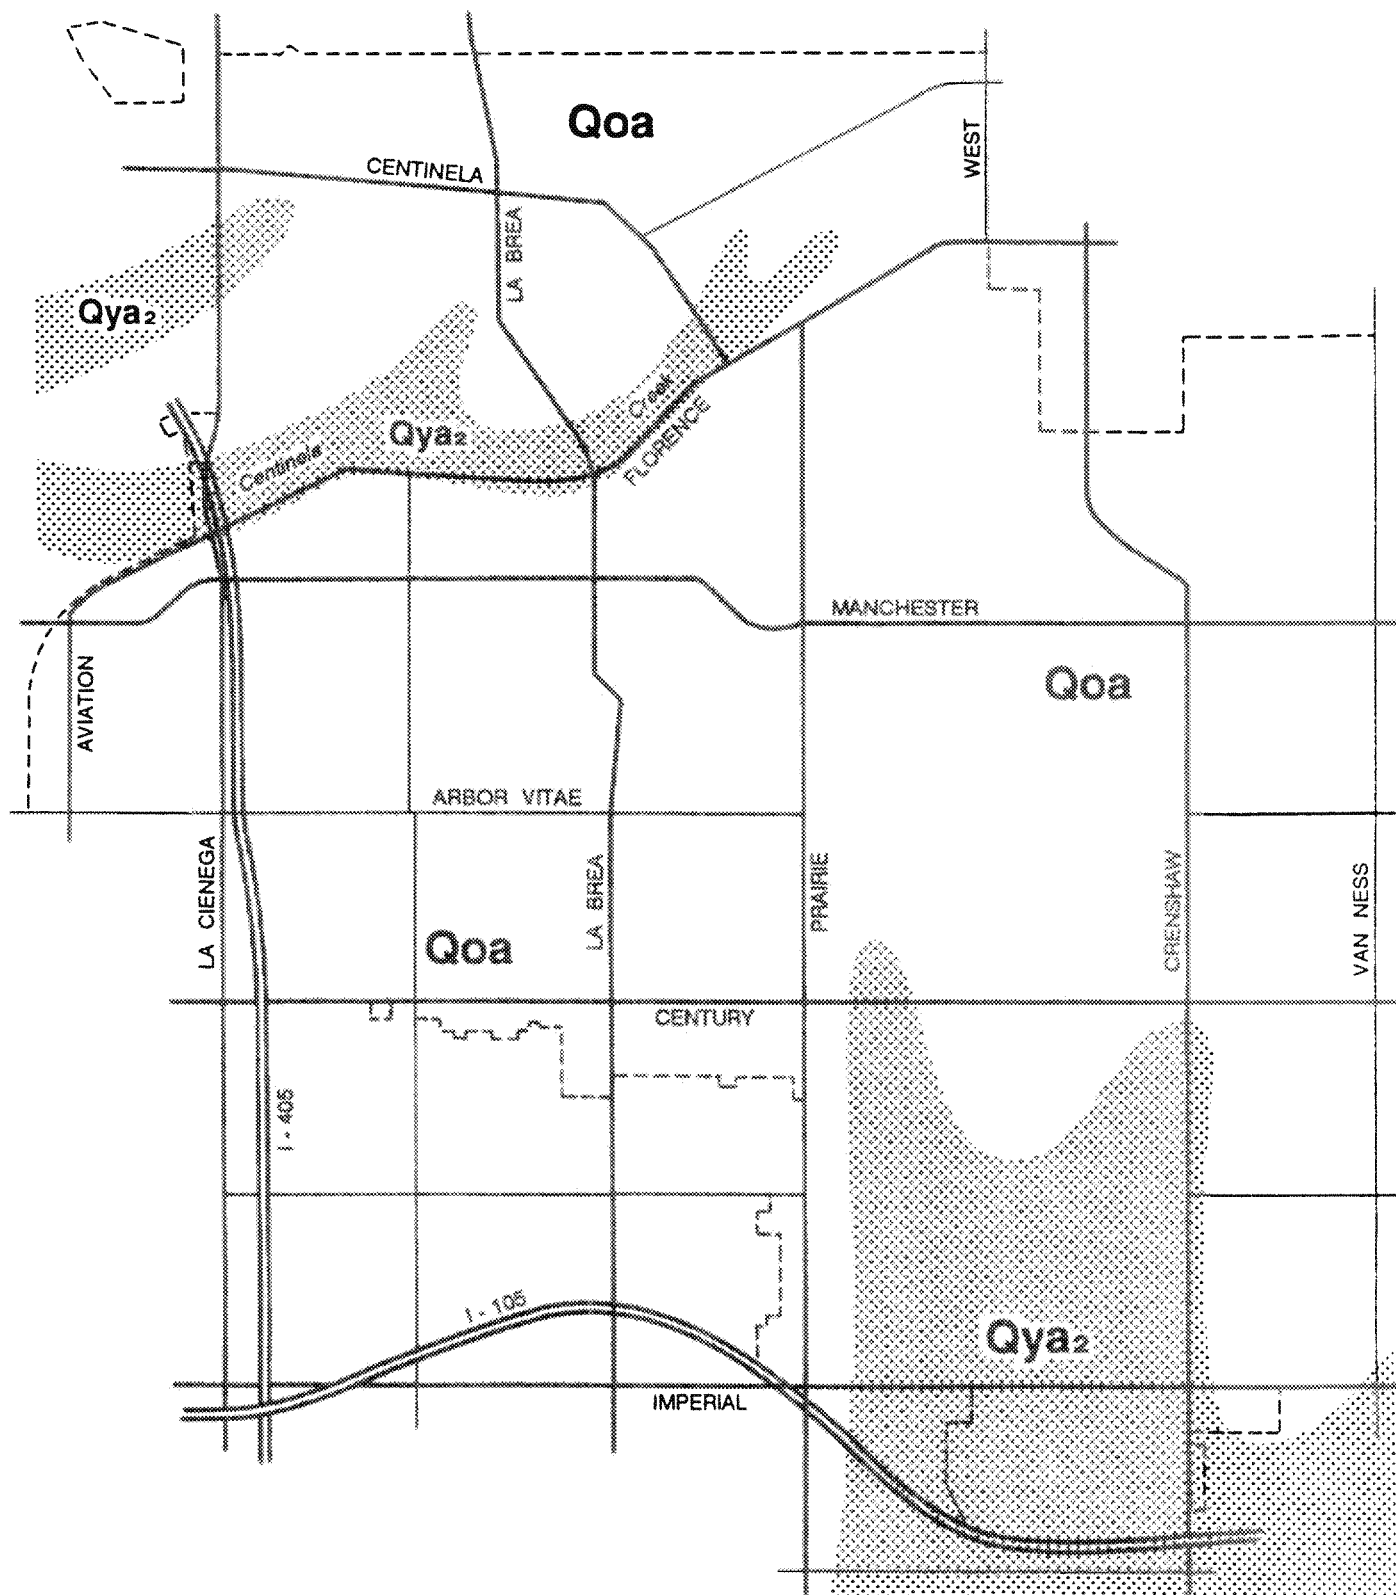 Qoa
WEST
CENTINELA
LA BREA
Qya2
Creek
Qya2
FLORENCE
Centinela
MANCHESTER
Qoa
AVIATION
ARBOR VITAE
LA CIENEGA
LA BREA
PRAIRIE
CRENSHAW
VAN NESS
Qoa
CENTURY
I - 405
I - 105
Qya2
IMPERIAL